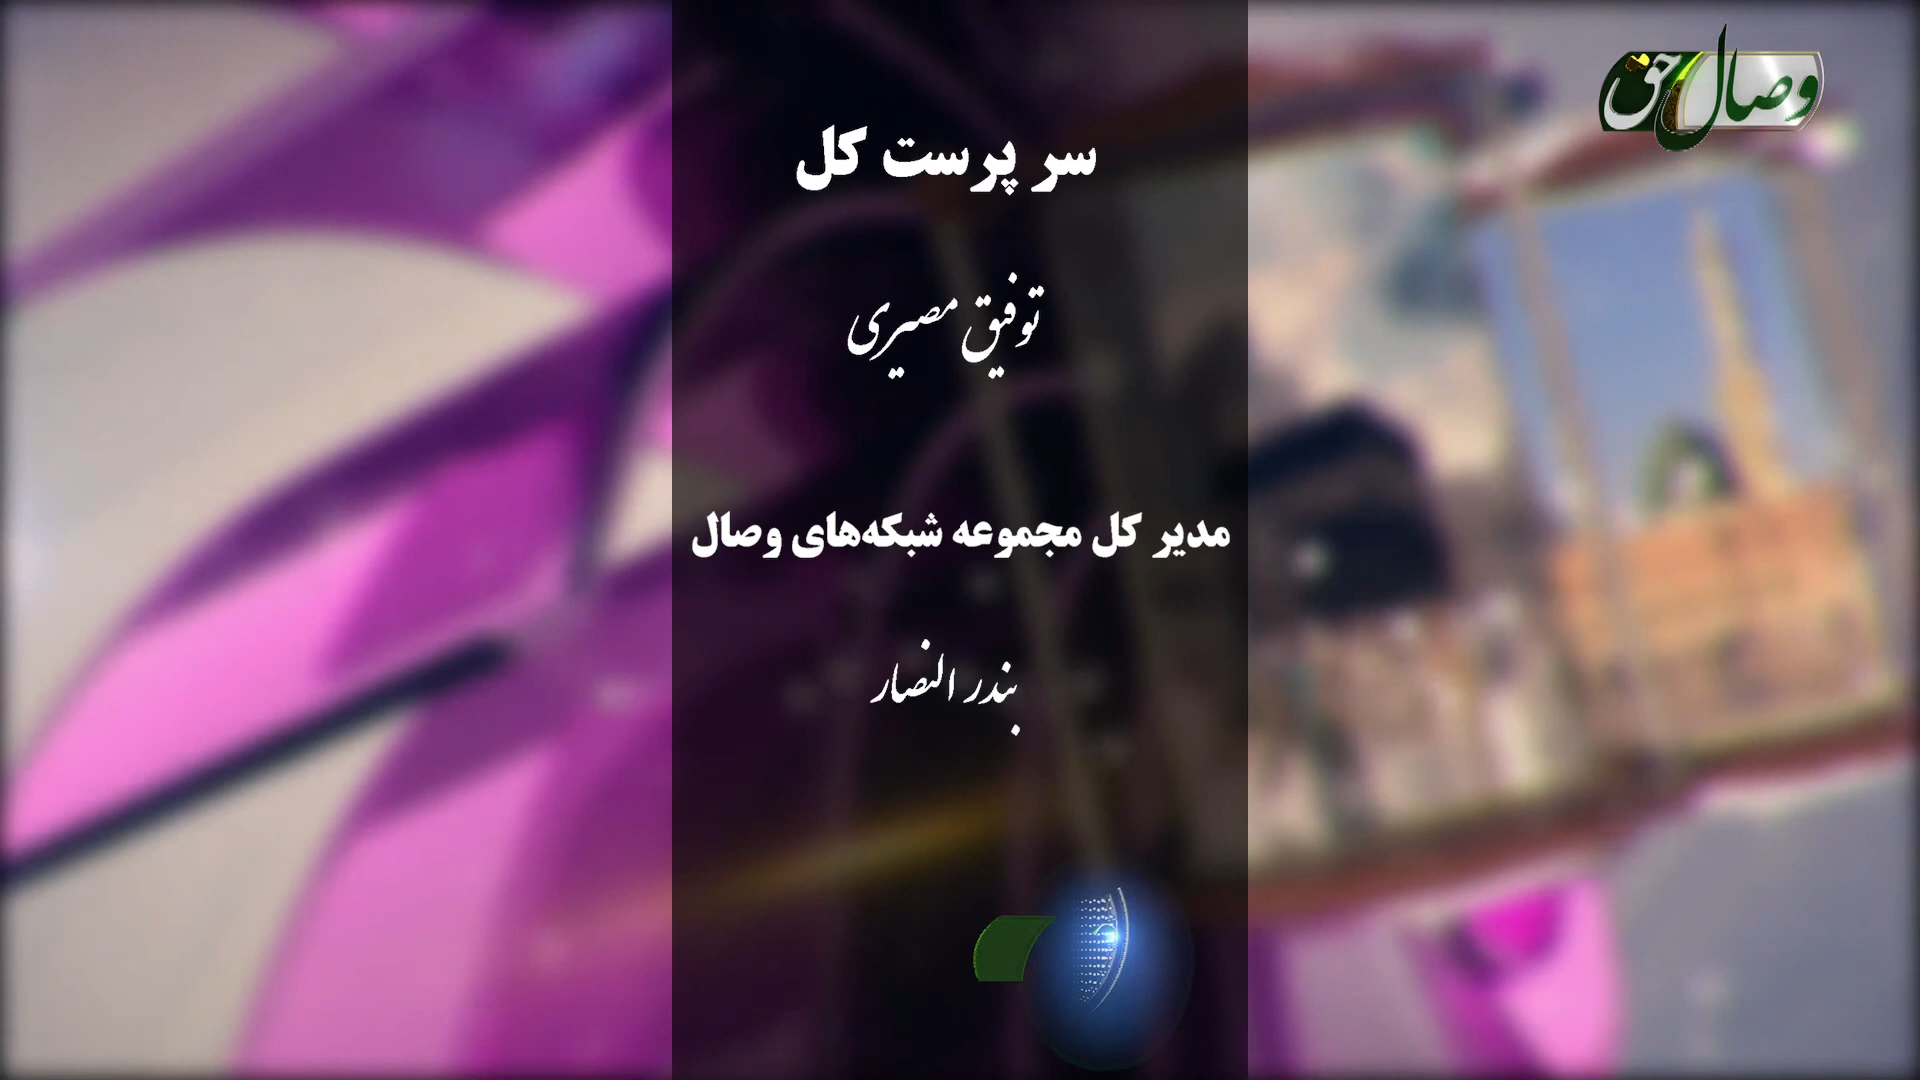 وصال حق
سر پرست کل
توفیق مصیری
مدیر کل مجموعه شبکه‌های وصال
بندر النصار